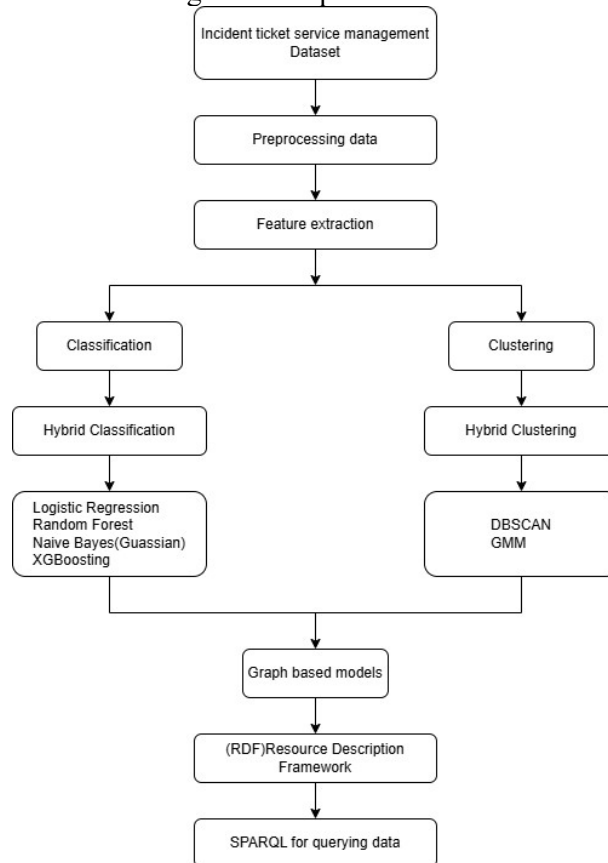 Incident ticket service management
Dataset
Preprocessing data
Feature extraction
Classification
Clustering
Hybrid Classification
Hybrid Clustering
Logistic Regression
Random Forest
Naive Bayes(Guassian)
XGBoosting
DBSCAN
GMM
Graph based models
(RDF)Resource Description
Framework
SPARQL for querying data